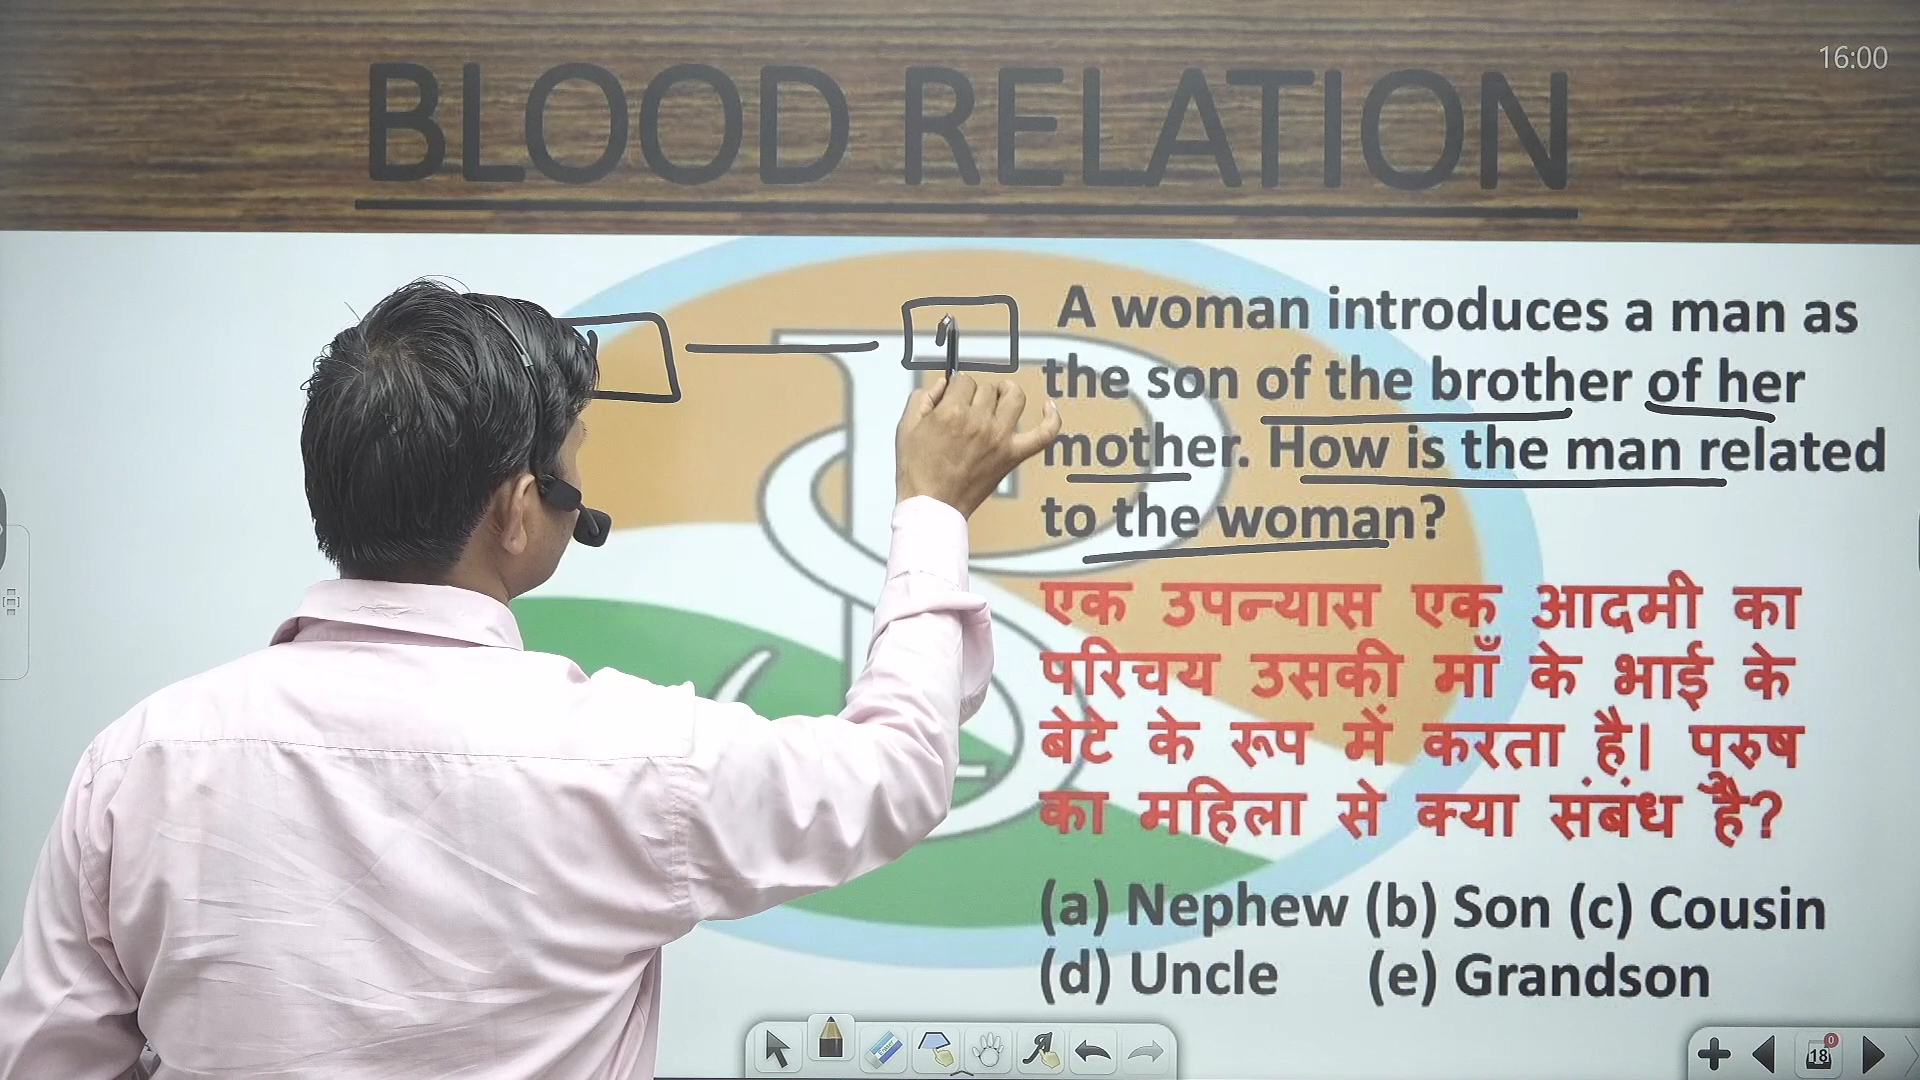 16:00
BLOOD RELATION
A woman introduces a man as
the son of the brother of her
mother. How is the man related
to the woman?
एक उपन्यास एक आदमी का
परिचय उसकी माँ के भाई के
बेटे के रूप में करता है। पुरुष
का महिला से क्या संबंध है?
(a) Nephew (b) Son (c) Cousin
(d) Uncle (e) Grandson
18
0